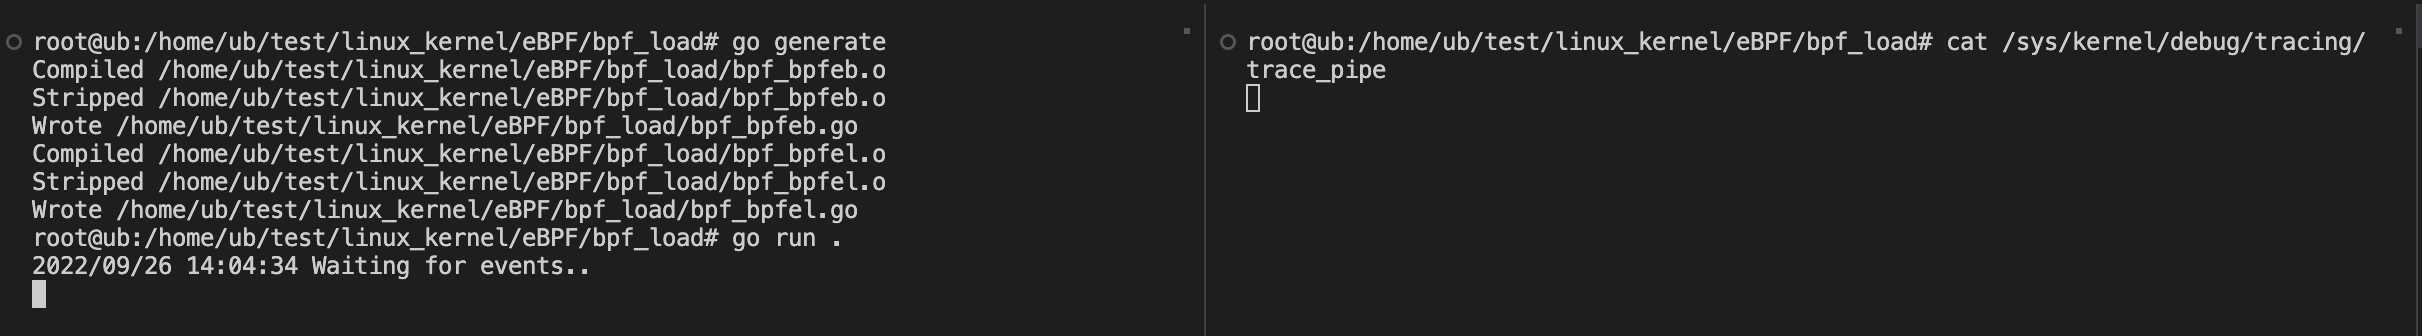 root@ub:/home/ub/test/linux_kernel/eBPF/bpf_load# go generate
Compiled /home/ub/test/linux_kernel/eBPF/bpf_load/bpf_bpfeb.o
Stripped /home/ub/test/linux_kernel/eBPF/bpf_load/bpf_bpfeb.o
Wrote /home/ub/test/linux_kernel/eBPF/bpf_load/bpf_bpfeb.go
Compiled /home/ub/test/linux_kernel/eBPF/bpf_load/bpf_bpfel.o
Stripped /home/ub/test/linux_kernel/eBPF/bpf_load/bpf_bpfel.o
Wrote /home/ub/test/linux_kernel/eBPF/bpf_load/bpf_bpfel.go
root@ub:/home/ub/test/linux_kernel/eBPF/bpf_load# go run .
2022/09/26 14:04:34 Waiting for events..
root@ub:/home/ub/test/linux_kernel/eBPF/bpf_load# cat /sys/kernel/debug/tracing/
trace_pipe